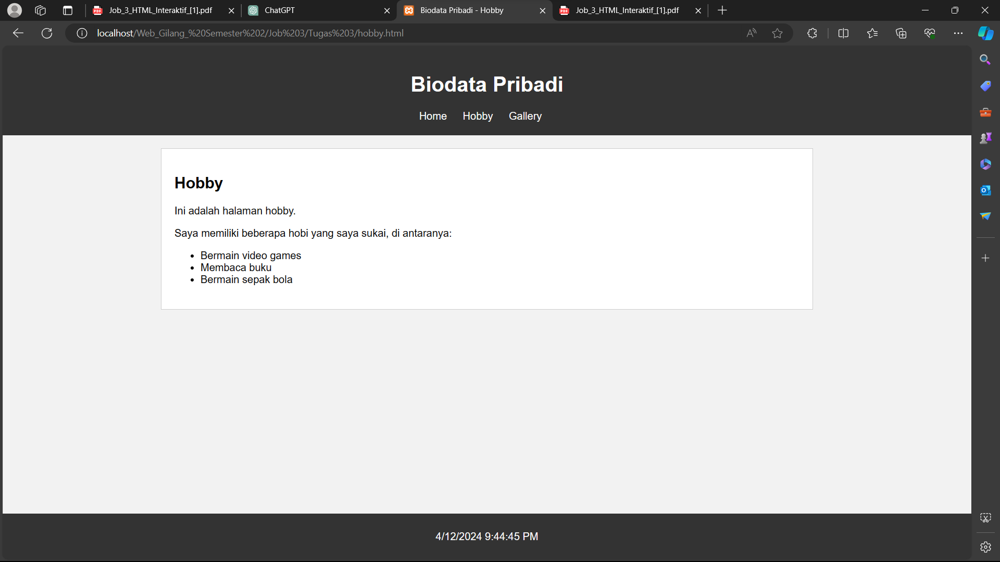 Job_3_HTML_Interaktif_[1].pdf
ChatGPT
Biodata Pribadi - Hobby
Job_3_HTML_Interaktif_[1].pdf
localhost/Web_Gilang_%20Semester%202/Job%203/Tugas%203/hobby.html
Biodata Pribadi
Home Hobby Gallery
Hobby
Ini adalah halaman hobby.
Saya memiliki beberapa hobi yang saya sukai, di antaranya:
• Bermain video games
• Membaca buku
• Bermain sepak bola
4/12/2024 9:44:45 PM